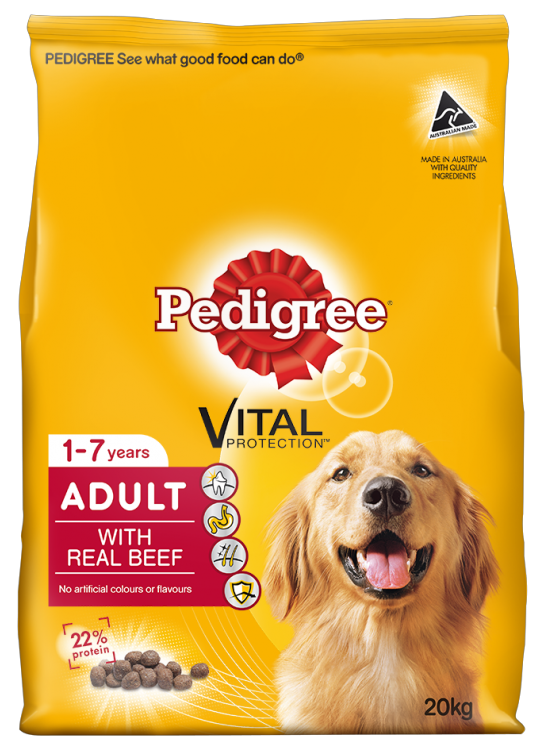 PEDIGREE See what good food can do®
AUSTRALIAN MADE
MADE IN AUSTRALIA
WITH QUALITY
INGREDIENTS
Pedigree®
VITAL
PROTECTION™
1-7 years
ADULT
WITH
REAL BEEF
No artificial colours or flavours
22%
protein
20kg